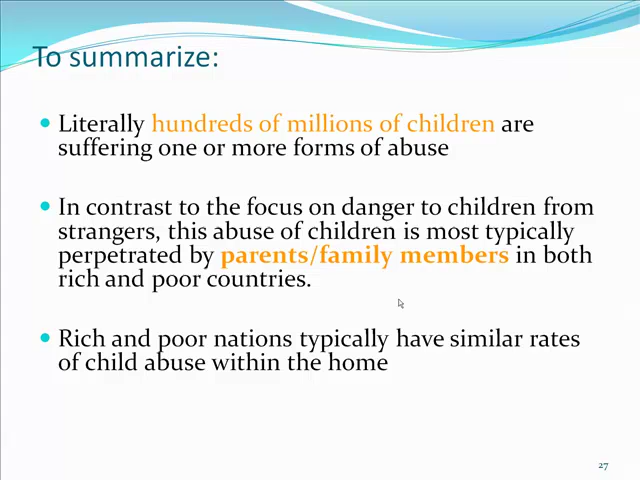 To summarize:
Literally hundreds of millions of children are
suffering one or more forms of abuse
In contrast to the focus on danger to children from
strangers, this abuse of children is most typically
perpetrated by parents/family members in both
rich and poor countries.
Rich and poor nations typically have similar rates
of child abuse within the home
27